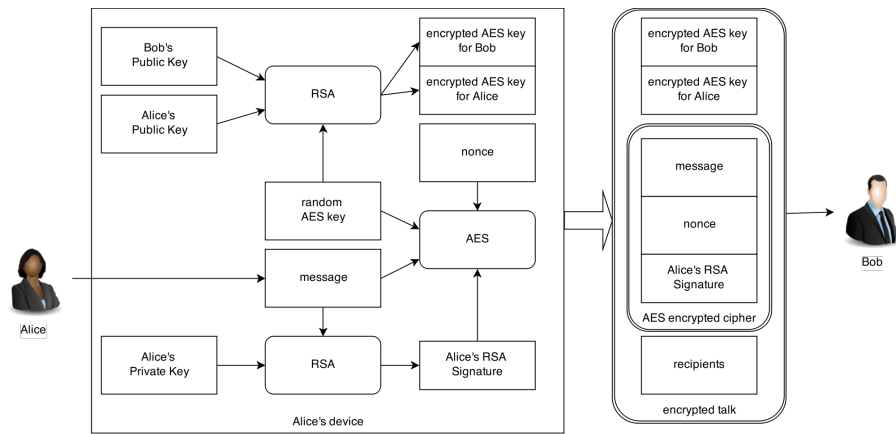 Bob's
Public Key
Alice's
Public Key
RSA
encrypted AES key
for Bob
encrypted AES key
for Alice
nonce
random
AES key
AES
message
Alice
Alice's
Private Key
RSA
Alice's RSA
Signature
Alice's device
encrypted AES key
for Bob
encrypted AES key
for Alice
message
nonce
Alice's RSA
Signature
AES encrypted cipher
recipients
encrypted talk
Bob